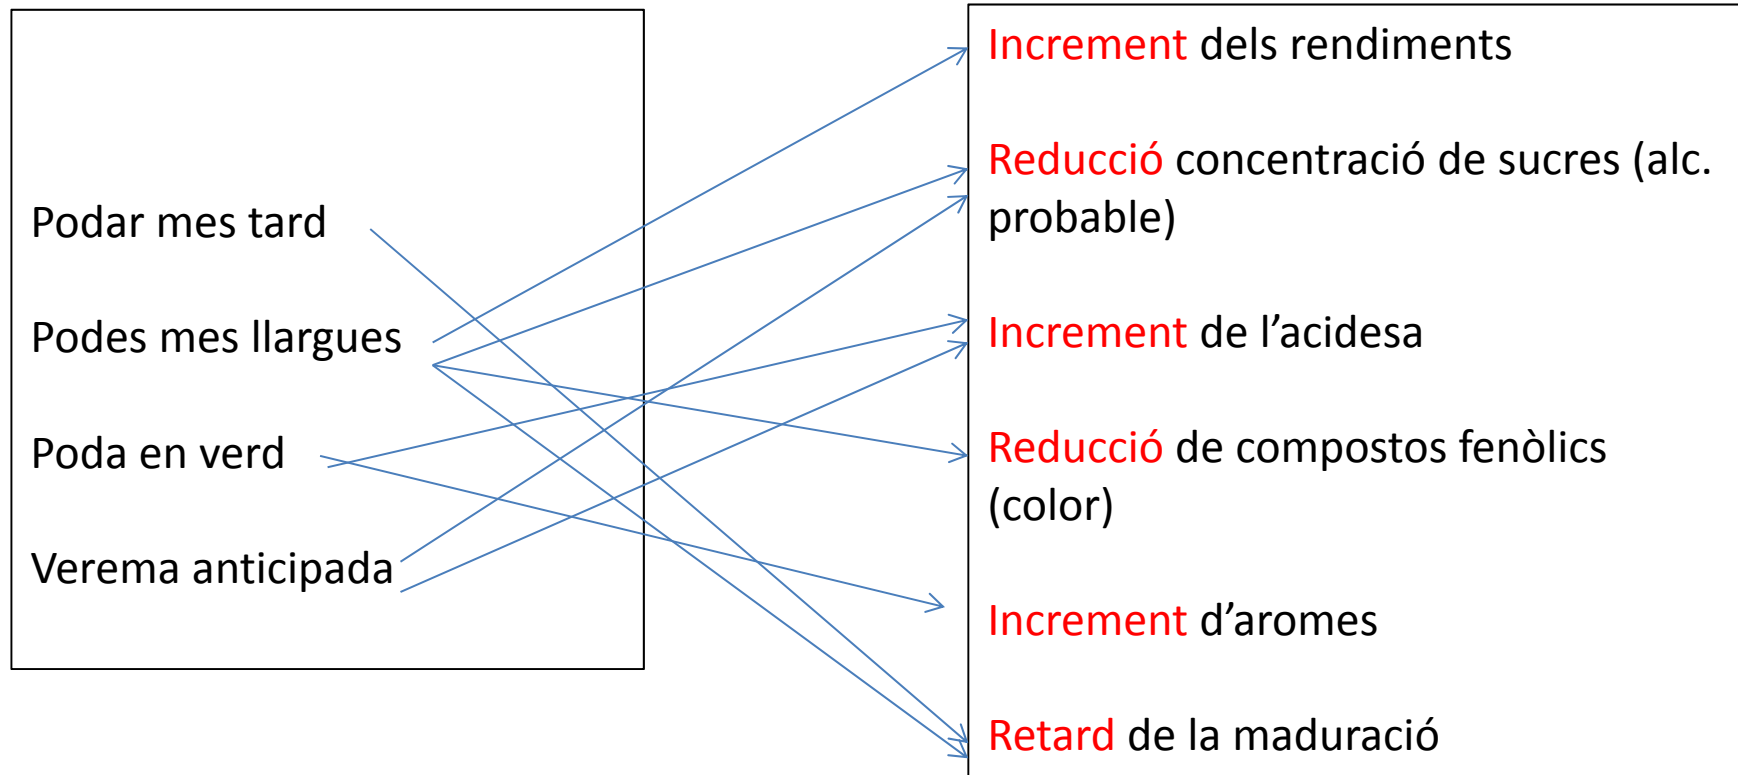 Podar mes tard
Podes mes llargues
Poda en verd
Verema anticipada
Increment dels rendiments
Reducció concentració de sucres (alc.
probable)
Increment de l’acidesa
Reducció de compostos fenòlics
(color)
Increment d’aromes
Retard de la maduració